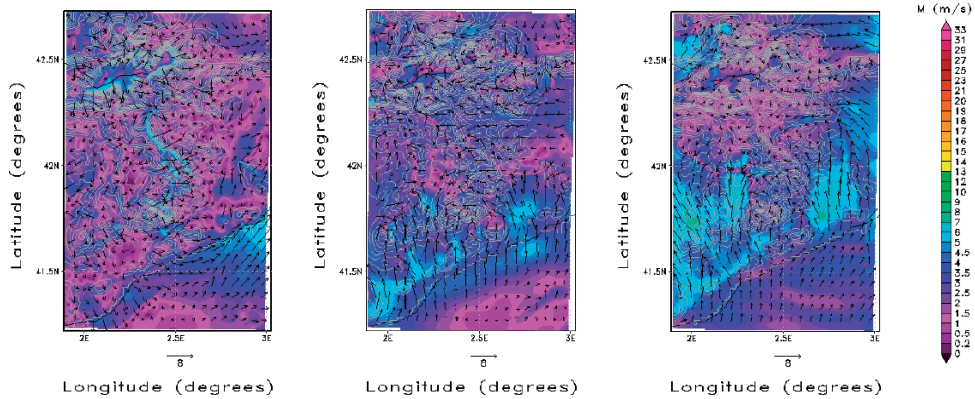 M (m/s)
33
31
29
27
25
23
21
20
19
18
17
16
15
14
13
12
10
9
8
7
6
5
4.5
4
3.5
3
2.5
2
1.5
1
0.5
0.2
0
Latitude (degrees)
42.5N
42N
41.5N
2E 2.5E 3E
8
Longitude (degrees)
Latitude (degrees)
42.5N
42N
41.5N
2E 2.5E 3E
8
Longitude (degrees)
Latitude (degrees)
42.5N
42N
41.5N
2E 2.5E 3E
8
Longitude (degrees)